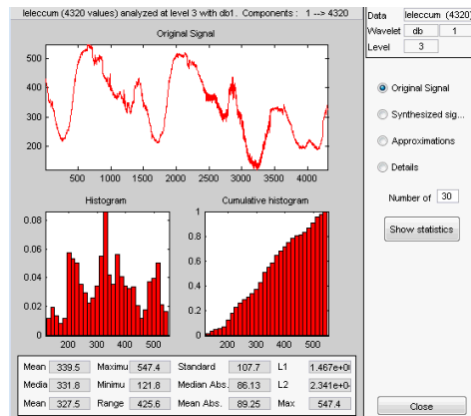 leleccum (4320 values) analyzed at level 3 with db1. Components : 1 --> 4320
Original Signal
500
400
300
200
500 1000 1500 2000 2500 3000 3500 4000
Histogram
0.08
0.06
0.04
0.02
0
200 300 400 500
Cumulative histogram
1
0.8
0.6
0.4
0.2
0
200 300 400 500
Mean 339.5 Maximu 547.4 Standard 107.7 L1 1.467e+0
Media 331.8 Minimu 121.8 Median Abs. 86.13 L2 2.341e+0
Mean 327.5 Range 425.6 Mean Abs. 89.25 Max 547.4
Data leleccum (4320)
Wavelet db 1
Level 3
Original Signal
Synthesized sig...
Approximations
Details
Number of 30
Show statistics
Close